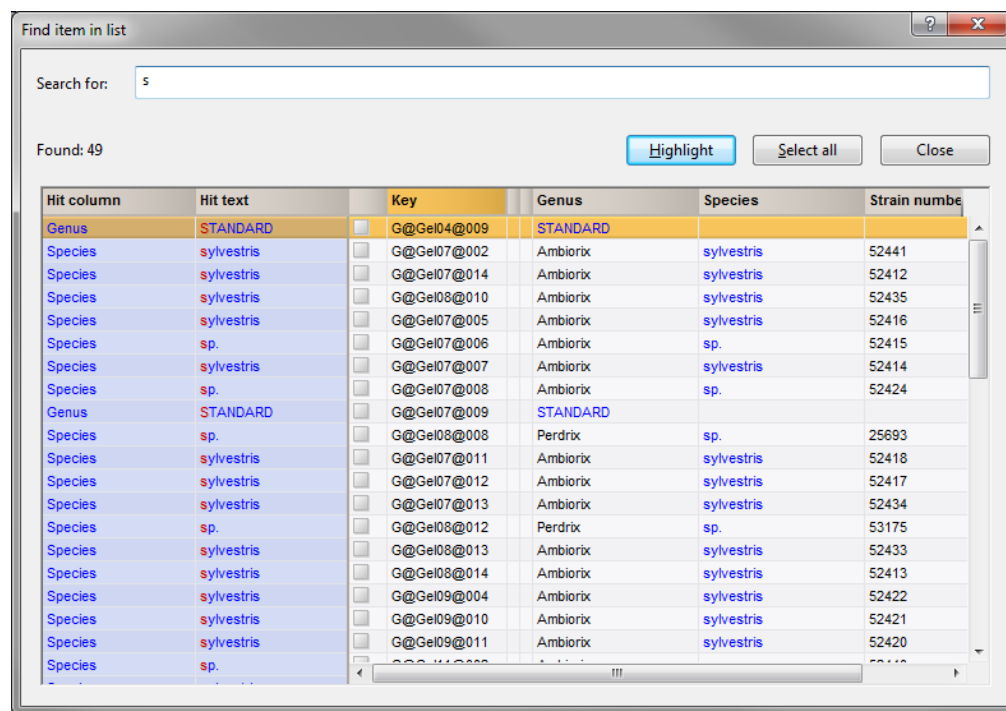 Find item in list
Search for: s
Found: 49 Highlight Select all Close
Hit column Hit text Key Genus Species Strain numbe
Genus STANDARD G@Gel04@009 STANDARD
Species sylvestris G@Gel07@002 Ambiorix sylvestris 52441
Species sylvestris G@Gel07@014 Ambiorix sylvestris 52412
Species sylvestris G@Gel08@010 Ambiorix sylvestris 52435
Species sylvestris G@Gel07@005 Ambiorix sylvestris 52416
Species sp. G@Gel07@006 Ambiorix sp. 52415
Species sylvestris G@Gel07@007 Ambiorix sylvestris 52414
Species sp. G@Gel07@008 Ambiorix sp. 52424
Genus STANDARD G@Gel07@009 STANDARD
Species sp. G@Gel08@008 Perdrix sp. 25693
Species sylvestris G@Gel07@011 Ambiorix sylvestris 52418
Species sylvestris G@Gel07@012 Ambiorix sylvestris 52417
Species sylvestris G@Gel07@013 Ambiorix sylvestris 52434
Species sp. G@Gel08@012 Perdrix sp. 53175
Species sylvestris G@Gel08@013 Ambiorix sylvestris 52433
Species sylvestris G@Gel08@014 Ambiorix sylvestris 52413
Species sylvestris G@Gel09@004 Ambiorix sylvestris 52422
Species sylvestris G@Gel09@010 Ambiorix sylvestris 52421
Species sylvestris G@Gel09@011 Ambiorix sylvestris 52420
Species sp.